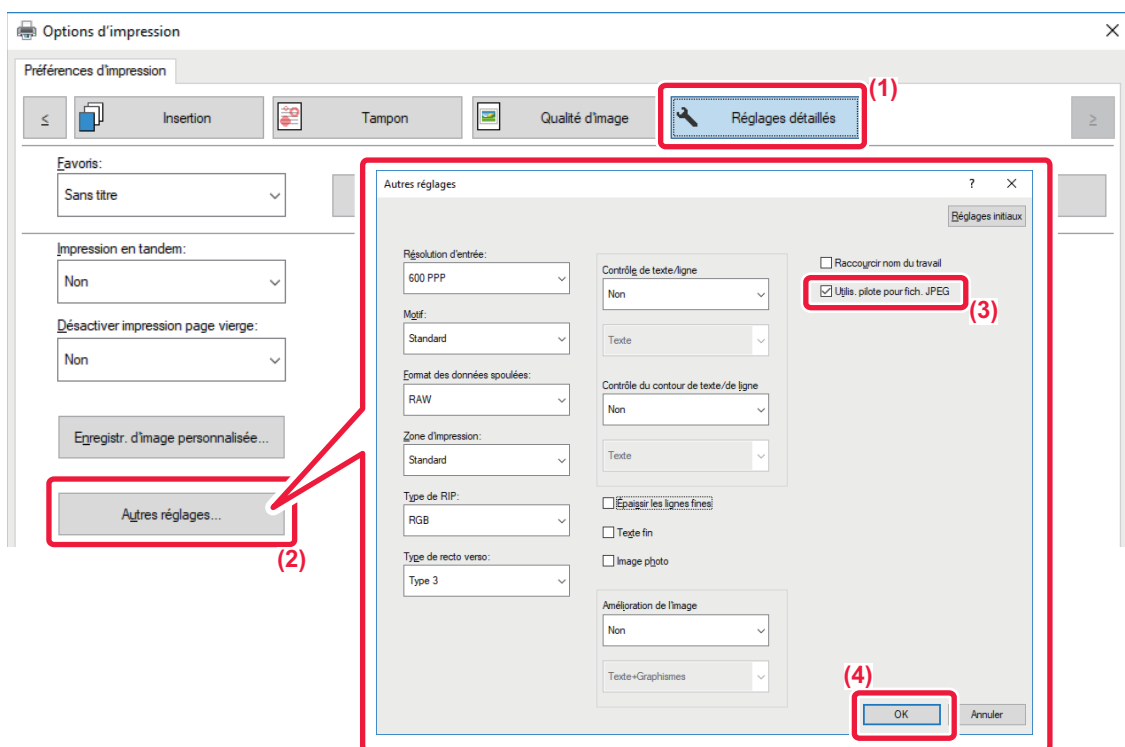 Options d'impression
Préférences d'impression
(1)
<
Insertion
Tampon
Qualité d'image
Réglages détaillés
>
Favoris:
Sans titre
Impression en tandem:
Non
Désactiver impression page vierge:
Non
Enregistr. d'image personnalisée...
Autres réglages...
(2)
Autres réglages
?
Réglages initiaux
Résolution d'entrée:
600 PPP
Motif:
Standard
Format des données spoulées:
RAW
Zone d'impression:
Standard
Type de RIP:
RGB
Type de recto verso:
Type 3
Contrôle de texte/ligne
Non
Texte
Contrôle du contour de texte/de ligne
Non
Texte
Épaissir les lignes fines
Texte fin
Image photo
Amélioration de l'image
Non
Texte+Graphismes
Raccourcir nom du travail
Utilis. pilote pour fich. JPEG
(3)
(4)
OK
Annuler